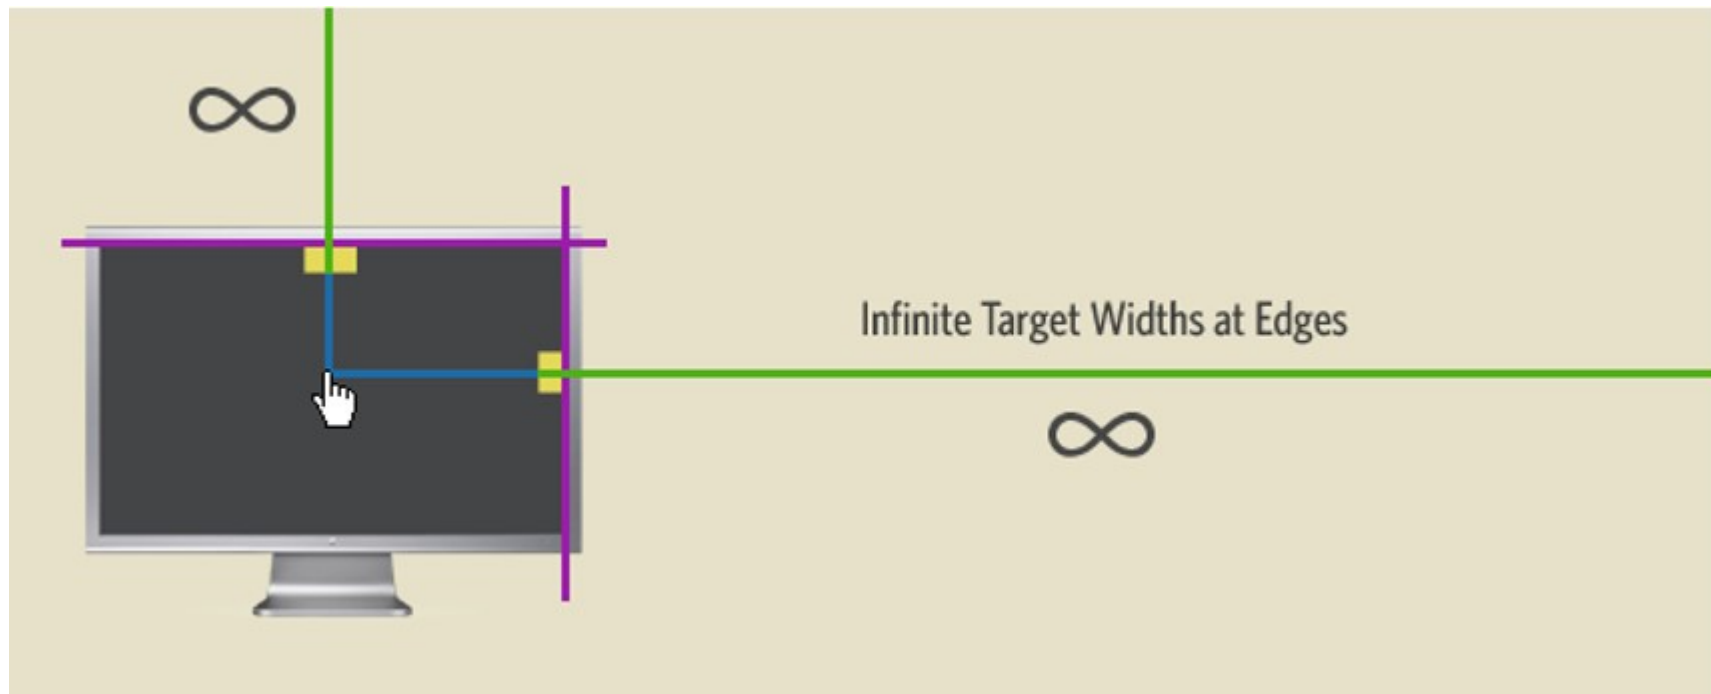 ∞
Infinite Target Widths at Edges
∞